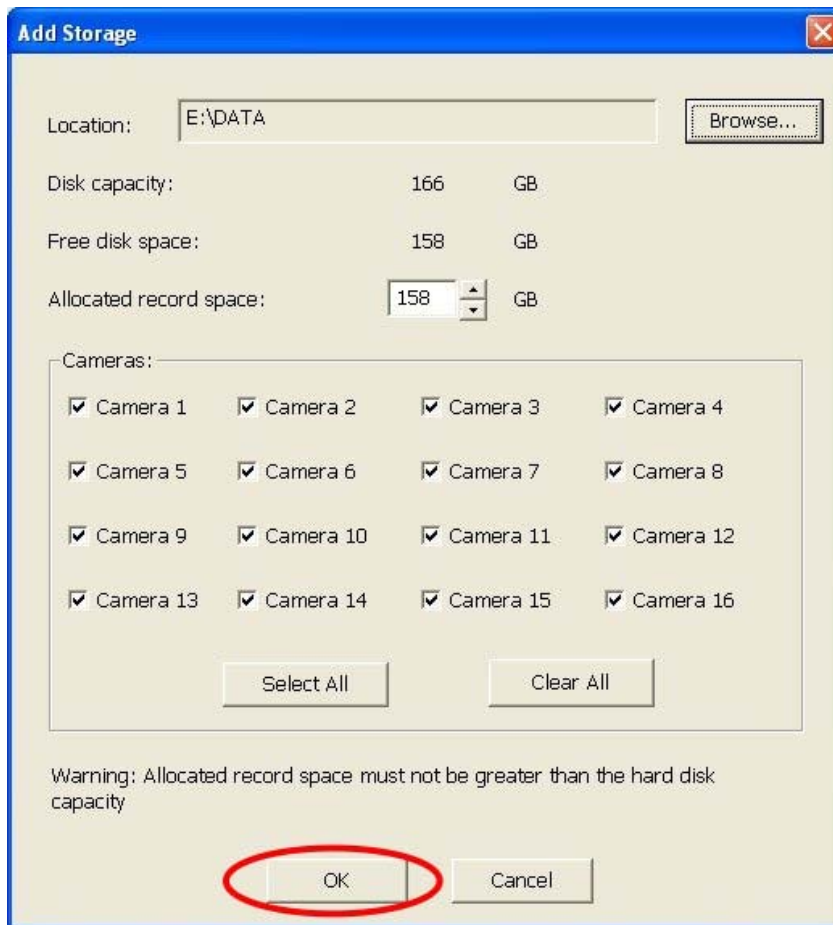 Add Storage
Location: E:\DATA Browse...
Disk capacity: 166 GB
Free disk space: 158 GB
Allocated record space: 158 GB
Cameras:
Camera 1 Camera 2 Camera 3 Camera 4
Camera 5 Camera 6 Camera 7 Camera 8
Camera 9 Camera 10 Camera 11 Camera 12
Camera 13 Camera 14 Camera 15 Camera 16
Select All Clear All
Warning: Allocated record space must not be greater than the hard disk
capacity
OK Cancel